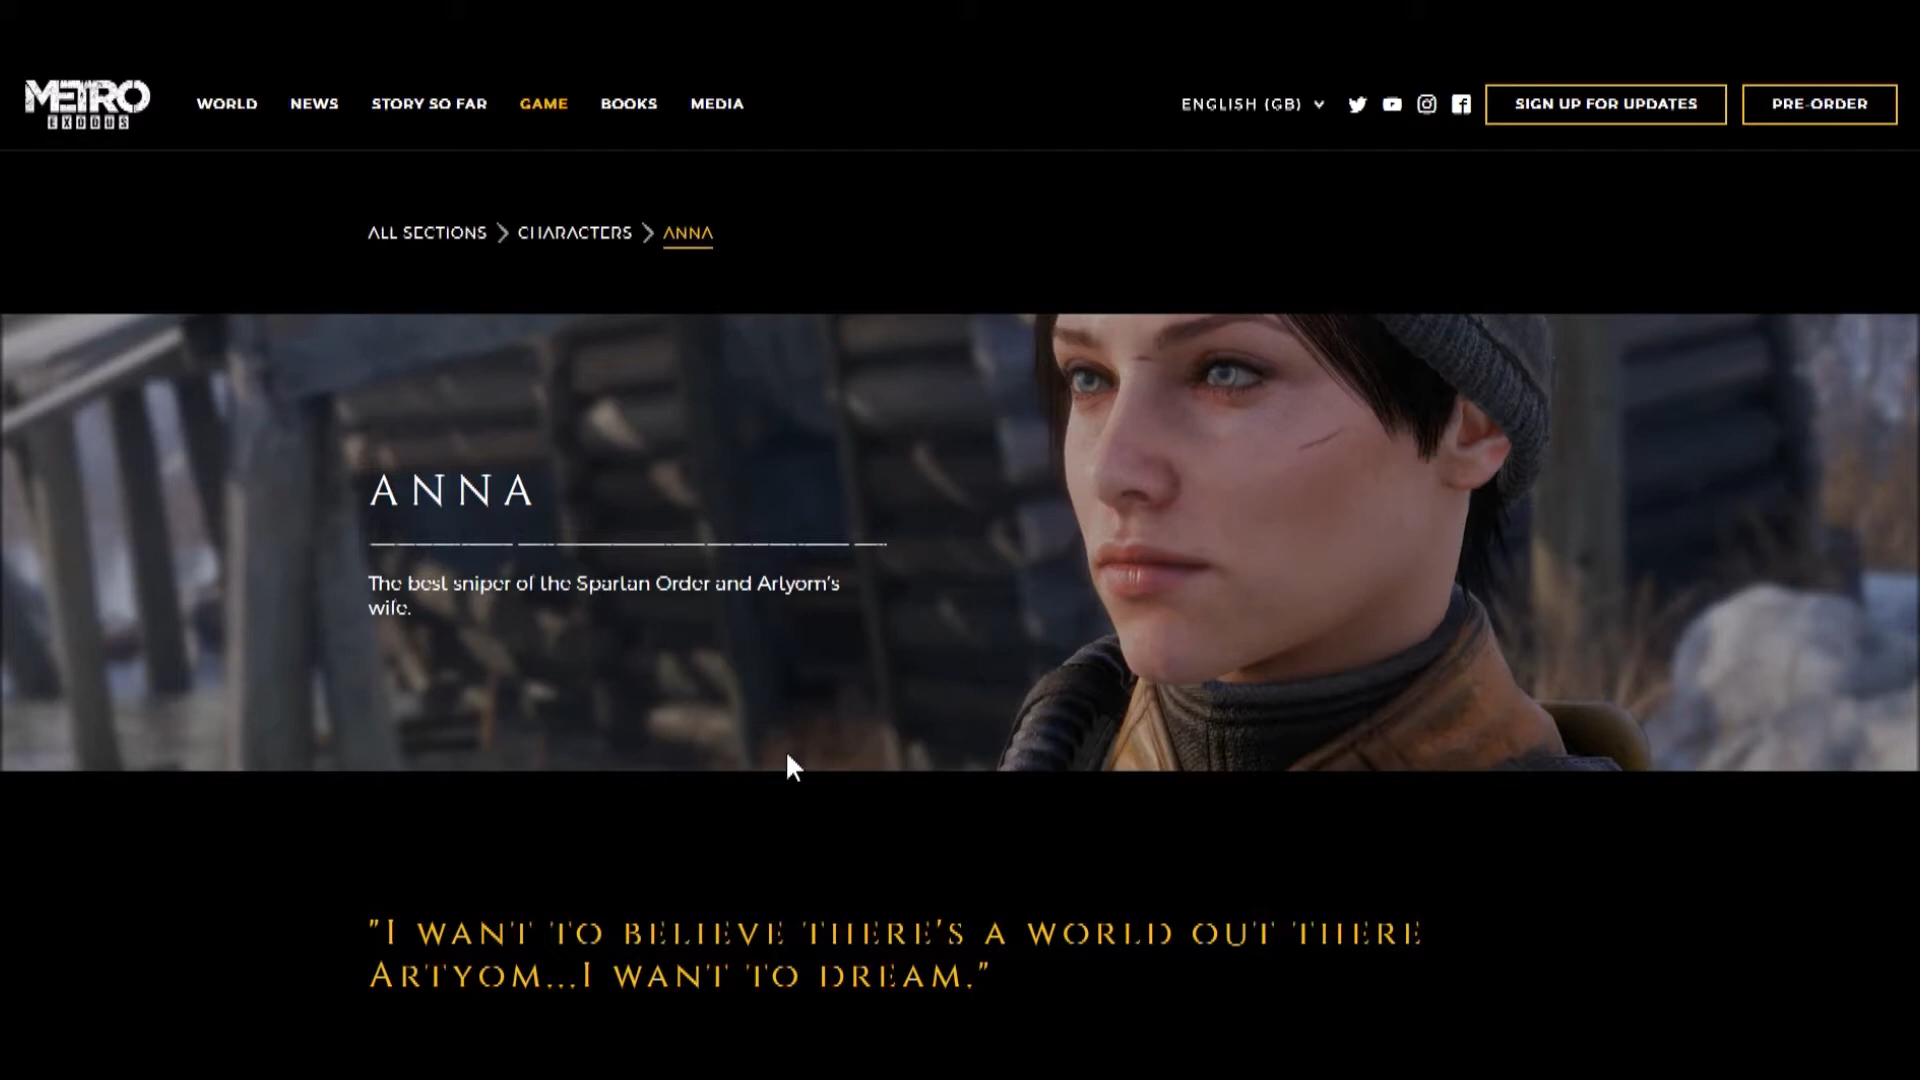 METRO
EXODUS
WORLD NEWS STORY SO FAR GAME BOOKS MEDIA
ENGLISH (GB) SIGN UP FOR UPDATES PRE-ORDER
ALL SECTIONS CHARACTERS ANNA
ANNA
The best sniper of the Spartan Order and Artyom's
wife.
"I WANT TO BELIEVE THERE'S A WORLD OUT THERE
ARTYOM...I WANT TO DREAM."